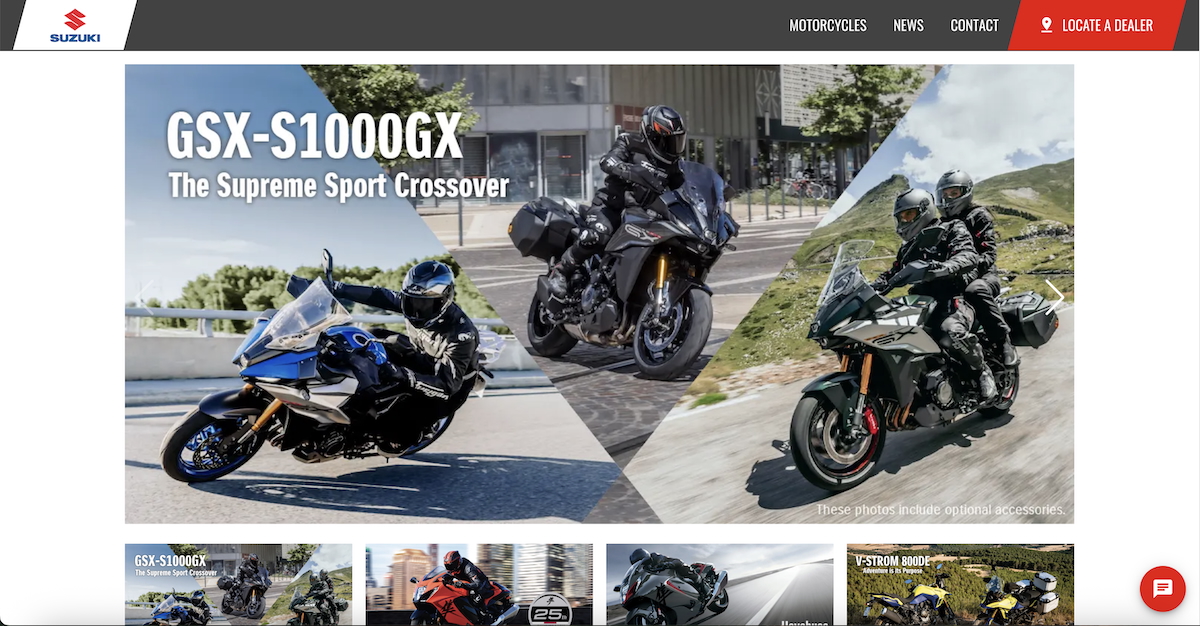 SUZUKI
MOTORCYCLES
NEWS
CONTACT
LOCATE A DEALER
GSX-S1000GX
The Supreme Sport Crossover
These photos include optional accessories.
GSX-S1000GX
The Supreme Sport Crossover
25
Hayabusa
V-STROM 800DE
Adventure is its Purpose